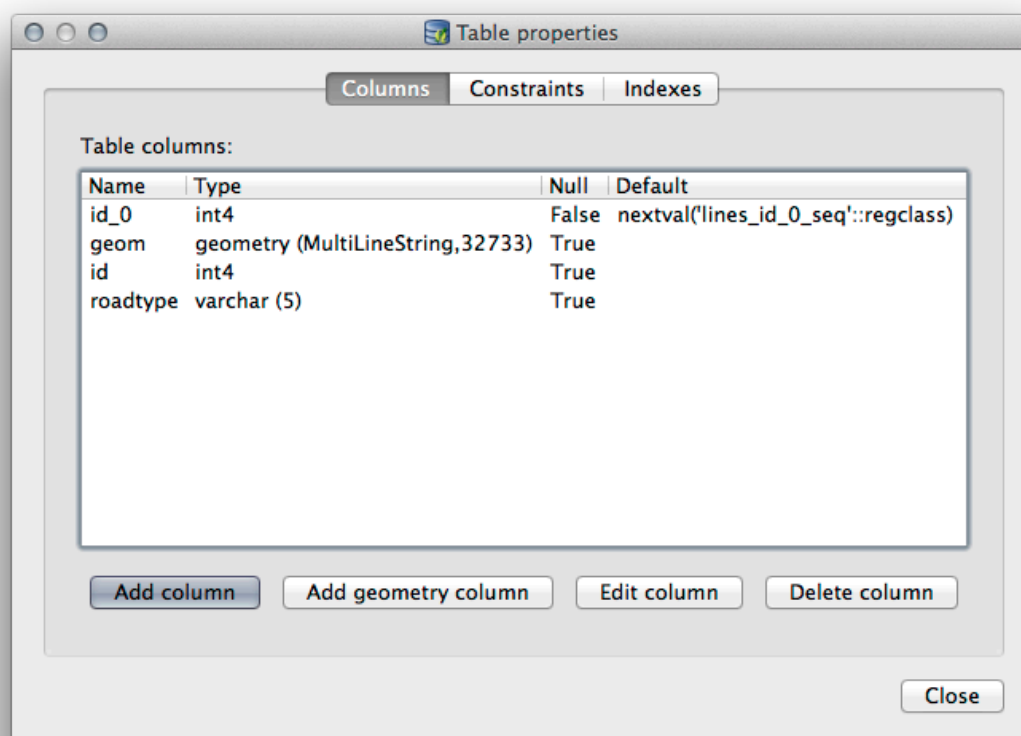 Table properties
Columns Constraints Indexes
Table columns:
Name Type Null Default
id_0 int4 False nextval('lines_id_0_seq'::regclass)
geom geometry (MultiLineString,32733) True
id int4 True
roadtype varchar (5) True
Add column Add geometry column Edit column Delete column
Close